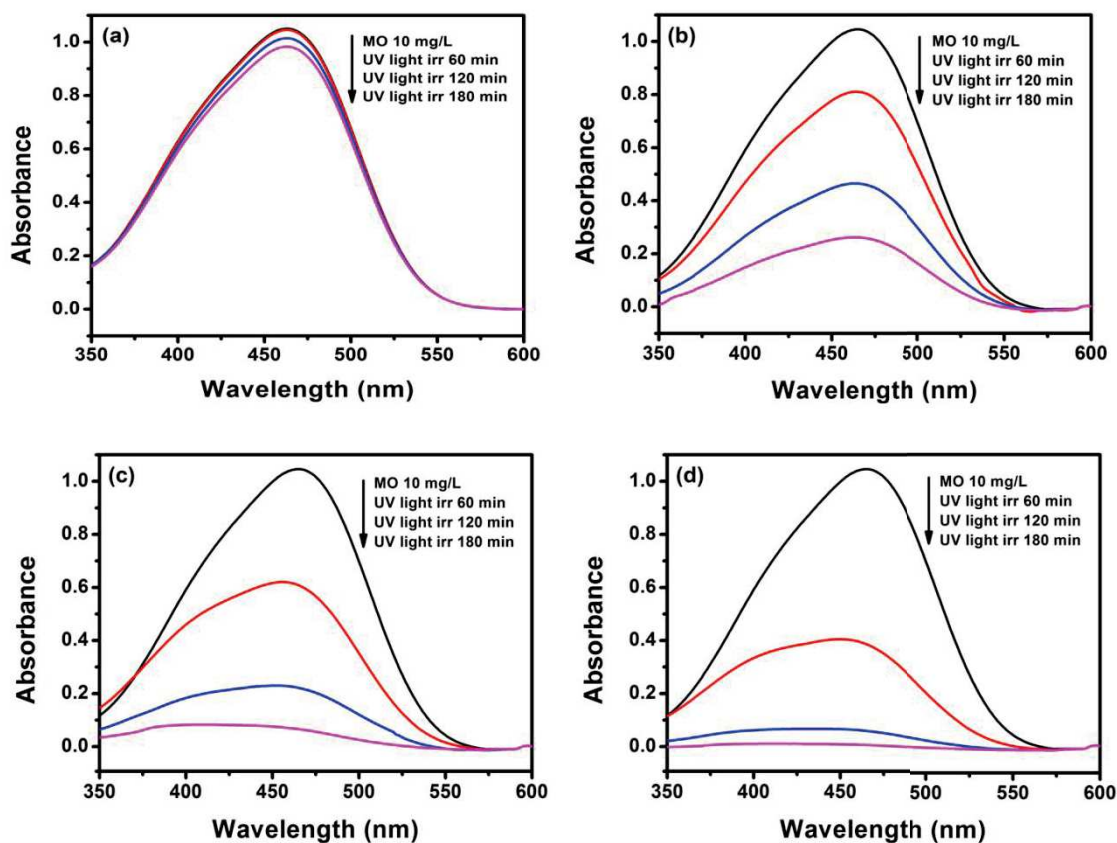 (a)
MO 10 mg/L
UV light irr 60 min
UV light irr 120 min
UV light irr 180 min
1.0
0.8
0.6
0.4
0.2
0.0
Absorbance
350 400 450 500 550 600
Wavelength (nm)
(b)
MO 10 mg/L
UV light irr 60 min
UV light irr 120 min
UV light irr 180 min
1.0
0.8
0.6
0.4
0.2
0.0
Absorbance
350 400 450 500 550 600
Wavelength (nm)
(c)
MO 10 mg/L
UV light irr 60 min
UV light irr 120 min
UV light irr 180 min
1.0
0.8
0.6
0.4
0.2
0.0
Absorbance
350 400 450 500 550 600
Wavelength (nm)
(d)
MO 10 mg/L
UV light irr 60 min
UV light irr 120 min
UV light irr 180 min
1.0
0.8
0.6
0.4
0.2
0.0
Absorbance
350 400 450 500 550 600
Wavelength (nm)